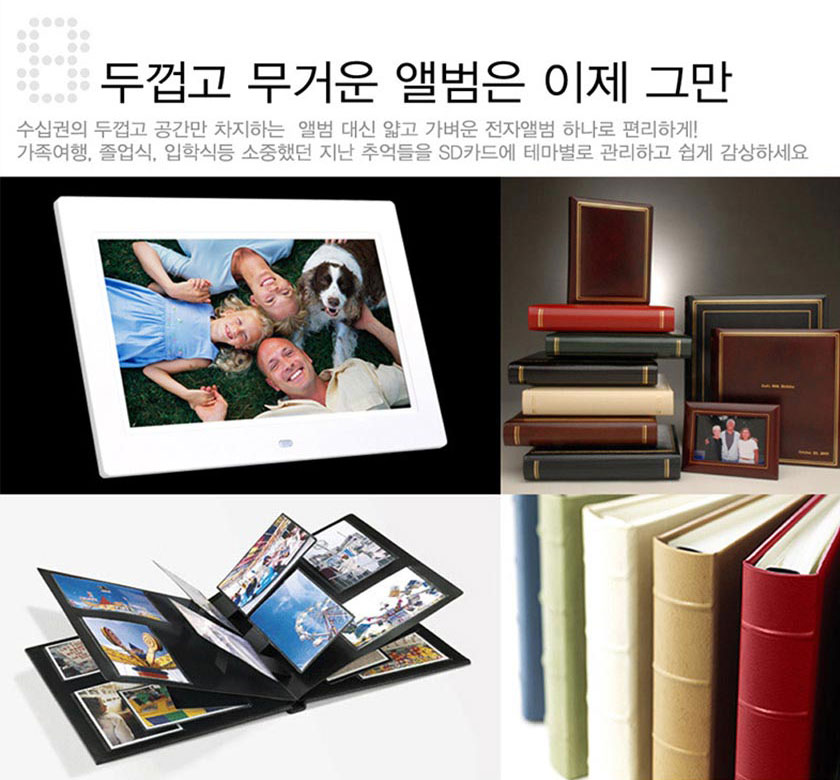 8 두껍고 무거운 앨범은 이제 그만
수십권의 두껍고 공간만 차지하는 앨범 대신 얇고 가벼운 전자앨범 하나로 편리하게!
가족여행, 졸업식, 입학식등 소중했던 지난 추억들을 SD카드에 테마별로 관리하고 쉽게 감상하세요